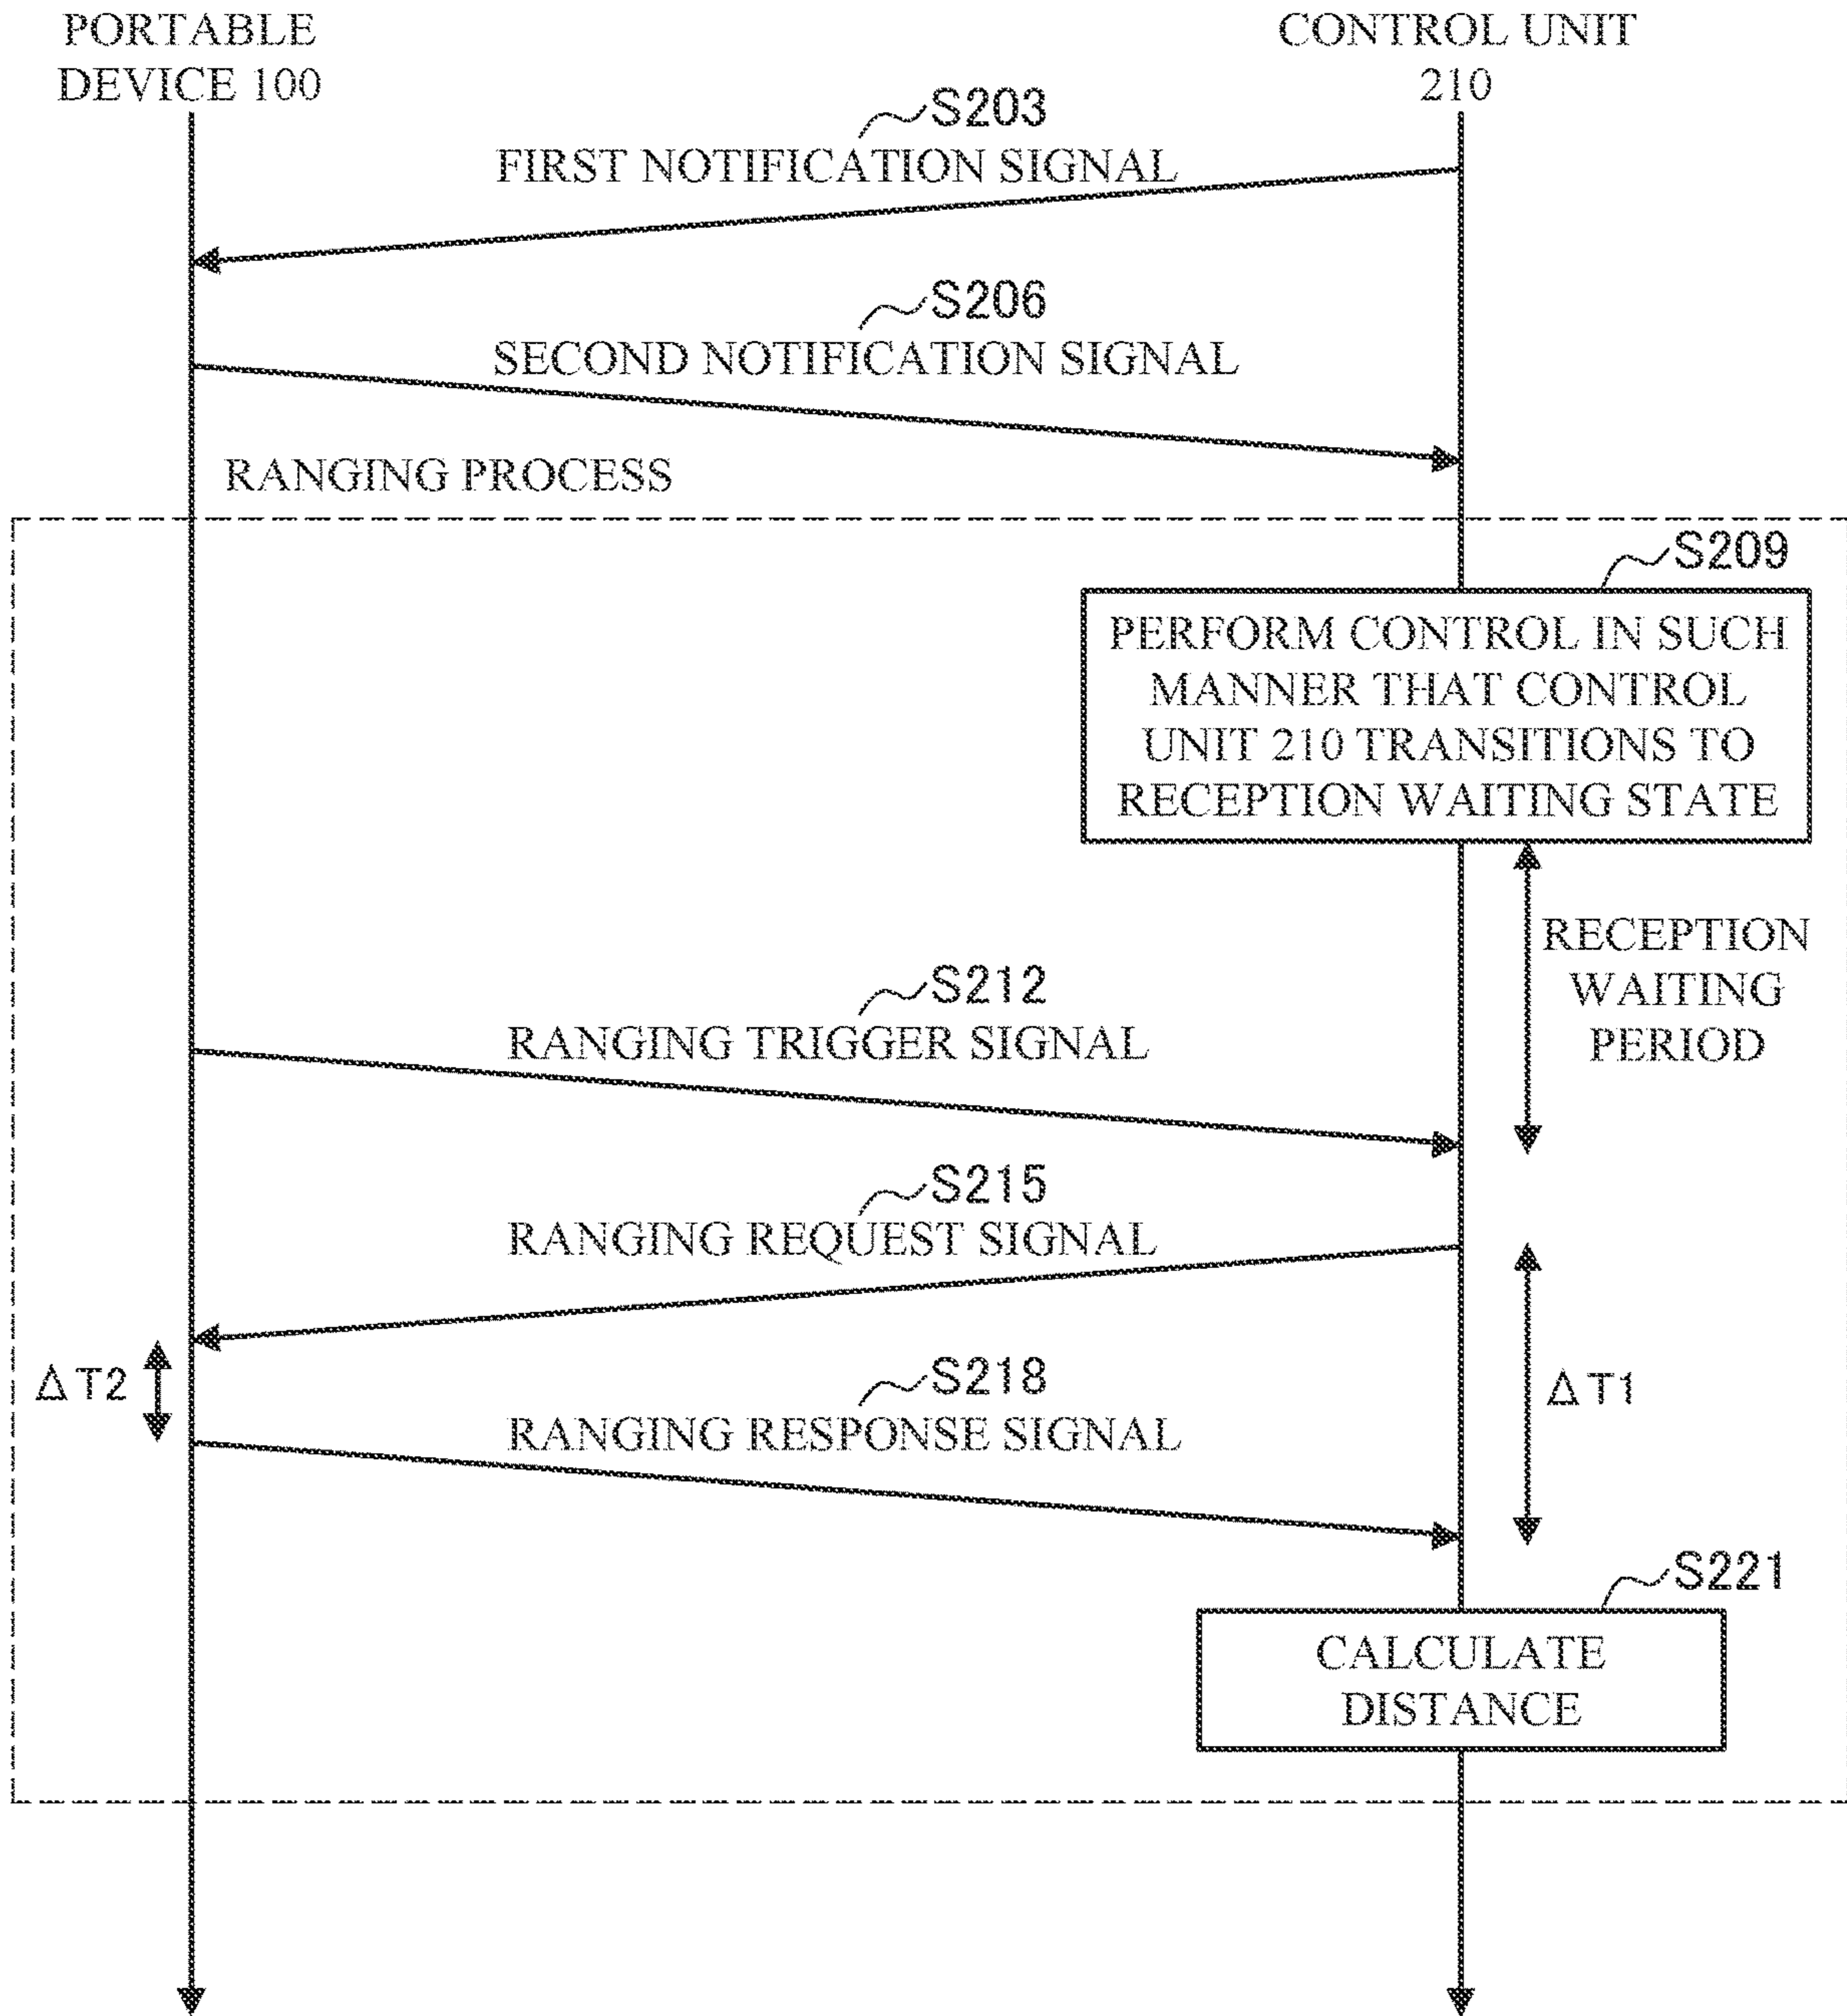 PORTABLE
DEVICE 100
CONTROL UNIT
210
S203
FIRST NOTIFICATION SIGNAL
S206
SECOND NOTIFICATION SIGNAL
RANGING PROCESS
S209
PERFORM CONTROL IN SUCH
MANNER THAT CONTROL
UNIT 210 TRANSITIONS TO
RECEPTION WAITING STATE
RECEPTION
WAITING
PERIOD
S212
RANGING TRIGGER SIGNAL
S215
RANGING REQUEST SIGNAL
ΔT2
ΔT1
S218
RANGING RESPONSE SIGNAL
S221
CALCULATE
DISTANCE